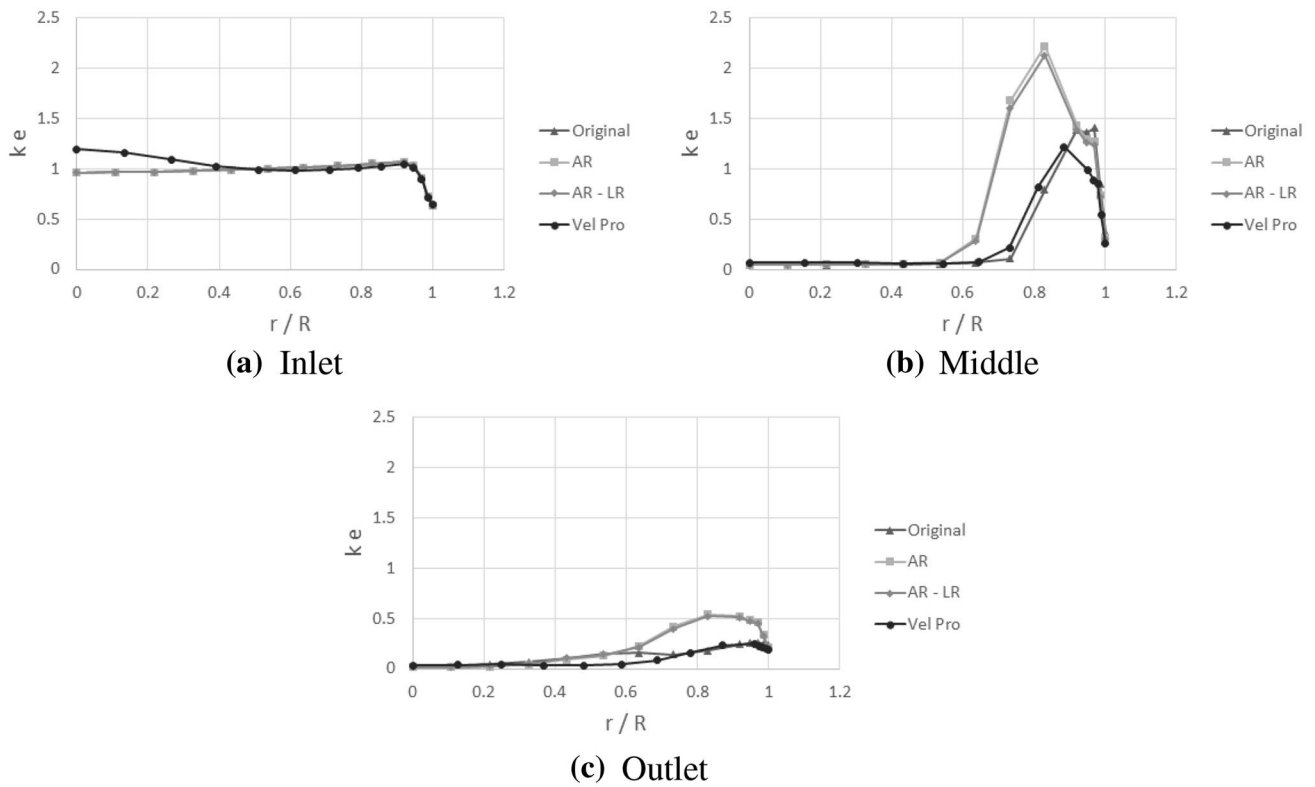 2.5
2
1.5
1
0.5
0
k e
0 0.2 0.4 0.6 0.8 1 1.2
r / R
Original
AR
AR - LR
Vel Pro
(a) Inlet
2.5
2
1.5
1
0.5
0
k e
0 0.2 0.4 0.6 0.8 1 1.2
r / R
Original
AR
AR - LR
Vel Pro
(b) Middle
2.5
2
1.5
1
0.5
0
k e
0 0.2 0.4 0.6 0.8 1 1.2
r / R
Original
AR
AR - LR
Vel Pro
(c) Outlet